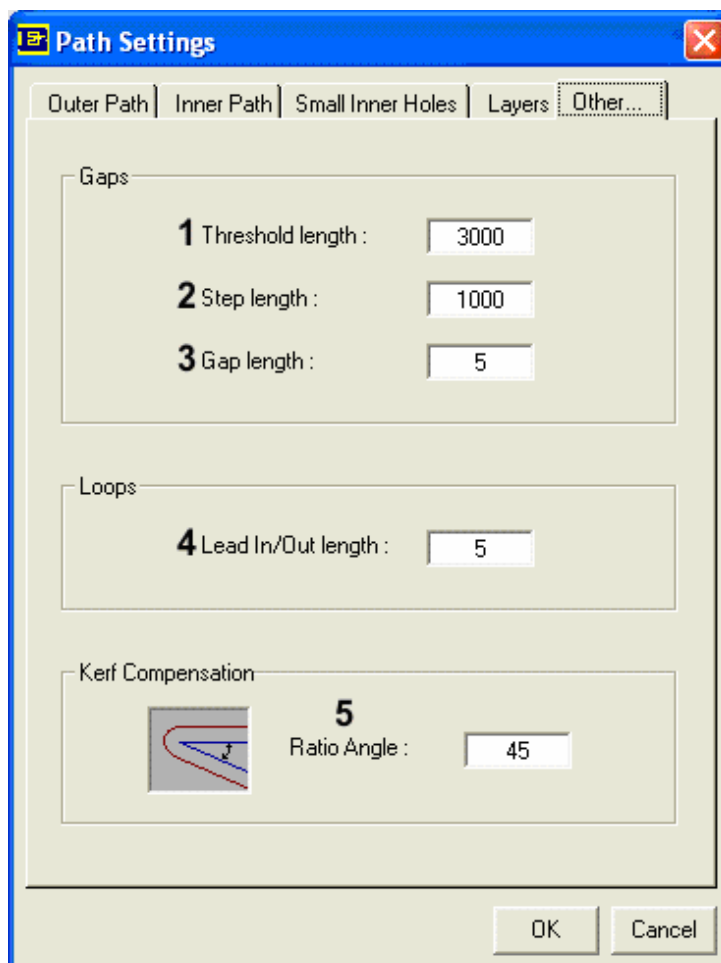 Path Settings
Outer Path Inner Path Small Inner Holes Layers Other...
Gaps
1 Threshold length : 3000
2 Step length : 1000
3 Gap length : 5
Loops
4 Lead In/Out length : 5
Kerf Compensation
5
Ratio Angle : 45
OK Cancel